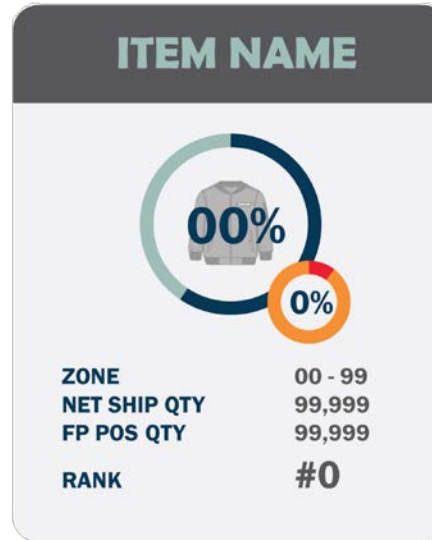 ITEM NAME
00%
0%
ZONE 00 - 99
NET SHIP QTY 99,999
FP POS QTY 99,999
RANK #0